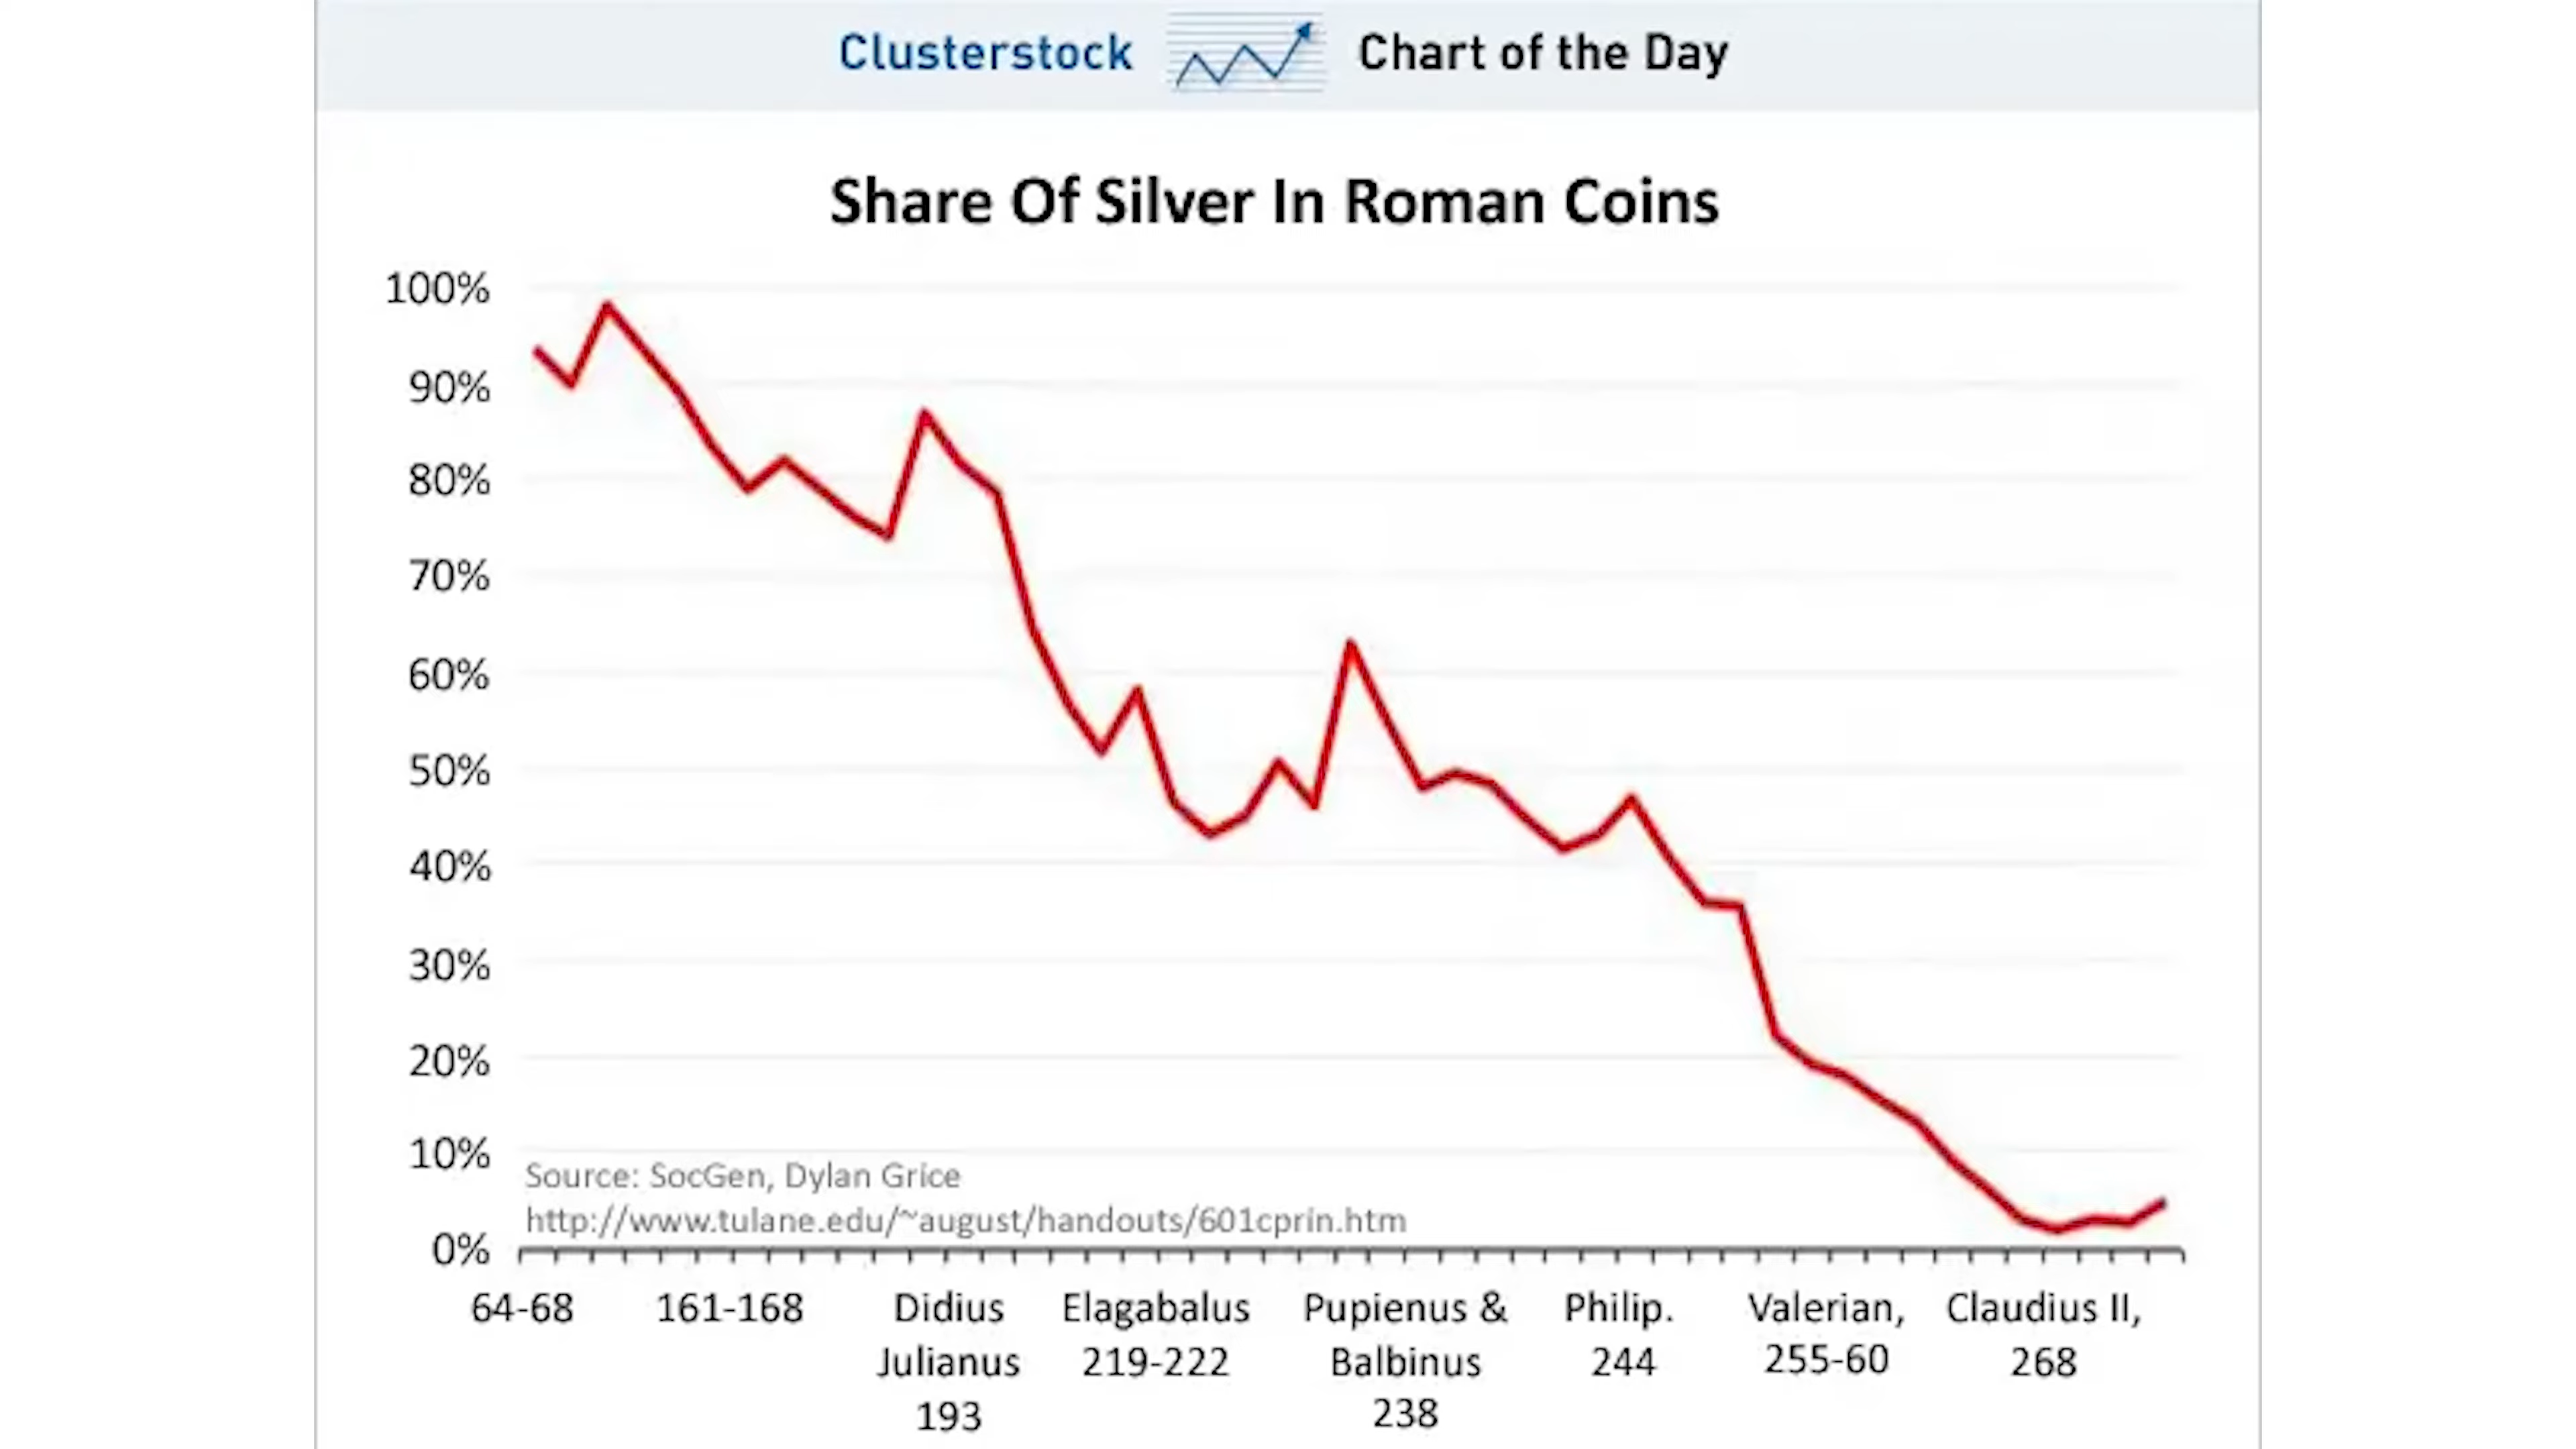 Clusterstock Chart of the Day
Share Of Silver In Roman Coins
100%
90%
80%
70%
60%
50%
40%
30%
20%
10%
0%
Source: SocGen, Dylan Grice
http://www.tulane.edu/~august/handouts/601cprin.htm
64-68
161-168
Didius
Julianus
193
Elagabalus
219-222
Pupienus &
Balbinus
238
Philip.
244
Valerian,
255-60
Claudius II,
268